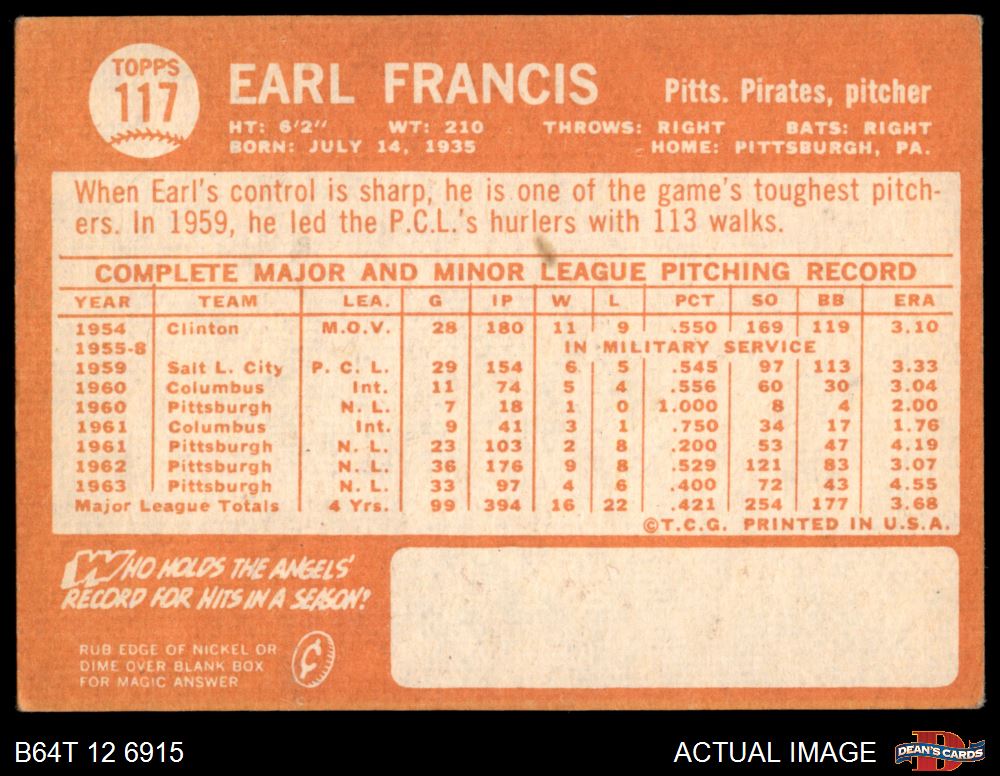 TOPPS
117
EARL FRANCIS
Pitts. Pirates, pitcher
HT: 6'2" WT: 210 THROWS: RIGHT BATS: RIGHT
BORN: JULY 14, 1935 HOME: PITTSBURGH, PA.
When Earl's control is sharp, he is one of the game's toughest pitch-
ers. In 1959, he led the P.C.L.'s hurlers with 113 walks.
COMPLETE MAJOR AND MINOR LEAGUE PITCHING RECORD
YEAR TEAM LEA. G IP W L PCT SO BB ERA
1954 Clinton M.O.V. 28 180 11 9 .550 169 119 3.10
1955-8 IN MILITARY SERVICE
1959 Salt L. City P. C. L. 29 154 6 5 .545 97 113 3.33
1960 Columbus Int. 11 74 5 4 .556 60 30 3.04
1960 Pittsburgh N. L. 7 18 1 0 1.000 8 4 2.00
1961 Columbus Int. 9 41 3 1 .750 34 17 1.76
1961 Pittsburgh N. L. 23 103 2 8 .200 53 47 4.19
1962 Pittsburgh N. L. 36 176 9 8 .529 121 83 3.07
1963 Pittsburgh N. L. 33 97 4 6 .400 72 43 4.55
Major League Totals 4 Yrs. 99 394 16 22 .421 254 177 3.68
©T.C.G. PRINTED IN U.S.A.
WHO HOLDS THE ANGELS'
RECORD FOR HITS IN A SEASON?
RUB EDGE OF NICKEL OR
DIME OVER BLANK BOX
FOR MAGIC ANSWER
¢
B64T 12 6915
ACTUAL IMAGE
D
DEAN'S CARDS